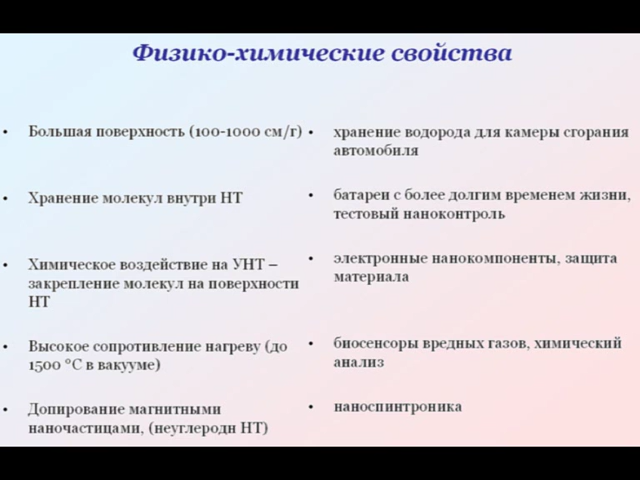 Физико-химические свойства
• Большая поверхность (100-1000 см/г)
• Хранение молекул внутри НТ
• Химическое воздействие на УНТ –
закрепление молекул на поверхности
НТ
• Высокое сопротивление нагреву (до
1500 °С в вакууме)
• Допирование магнитными
наночастицами, (неуглеродн НТ)
• хранение водорода для камеры сгорания
автомобиля
• батареи с более долгим временем жизни,
тестовый наноконтроль
• электронные нанокомпоненты, защита
материала
• биосенсоры вредных газов, химический
анализ
• наноспинтроника